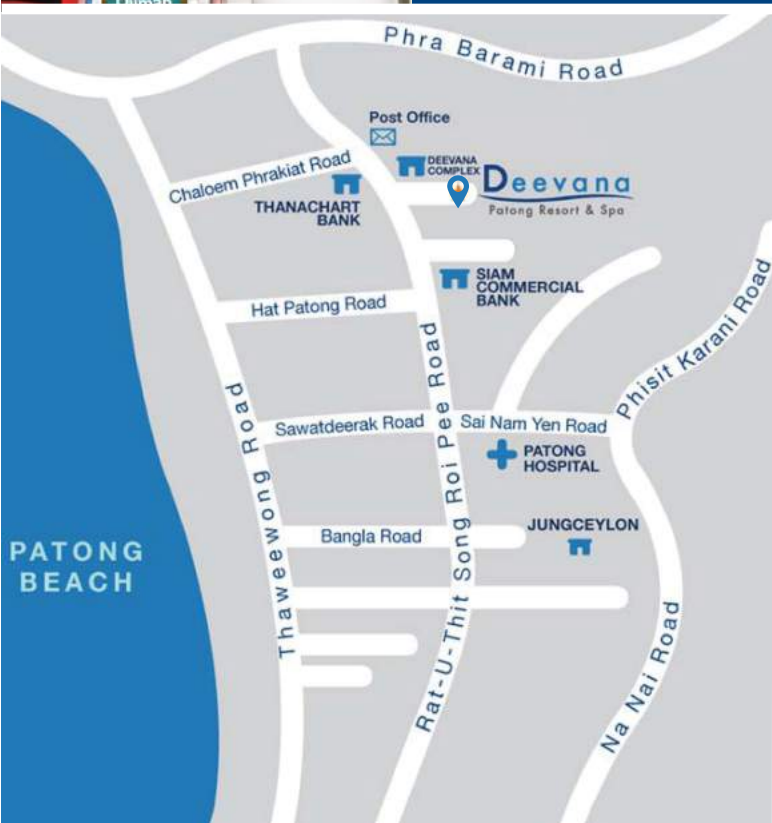 Phra Barami Road
Post Office
DEEVANA
COMPLEX
Deevana
Patong Resort & Spa
Chaloem Phrakiat Road
THANACHART
BANK
SIAM
COMMERCIAL
BANK
Hat Patong Road
Phisit Karani Road
Thaweewong Road
Rat-U-Thit Song Roi Pee Road
Sawatdeerak Road
Sai Nam Yen Road
PATONG
HOSPITAL
Bangla Road
JUNGCEYLON
PATONG
BEACH
Na Nai Road